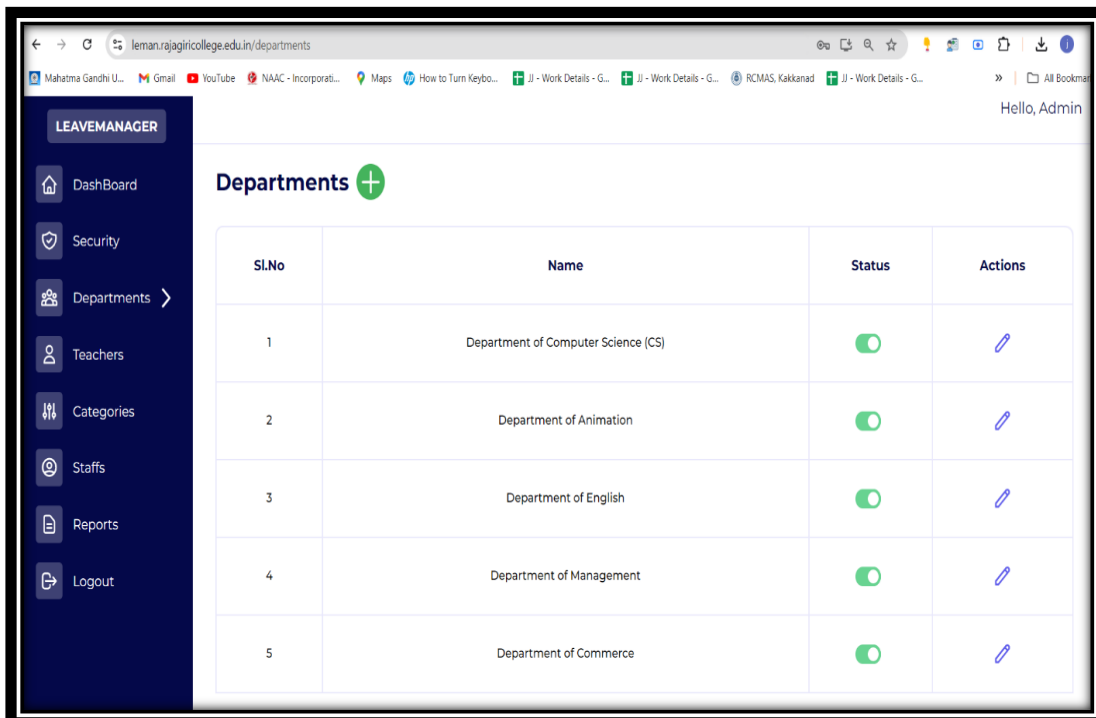 leman.rajagiricollege.edu.in/departments
Mahatma Gandhi U... Gmail YouTube NAAC - Incorporati... Maps How to Turn Keybo... JJ - Work Details - G... JJ - Work Details - G... RCMAS, Kakkanad JJ - Work Details - G... » All Bookmar
Hello, Admin
LEAVEMANAGER
DashBoard
Security
Departments
Teachers
Categories
Staffs
Reports
Logout
Departments
Sl.No Name Status Actions
1 Department of Computer Science (CS)
2 Department of Animation
3 Department of English
4 Department of Management
5 Department of Commerce